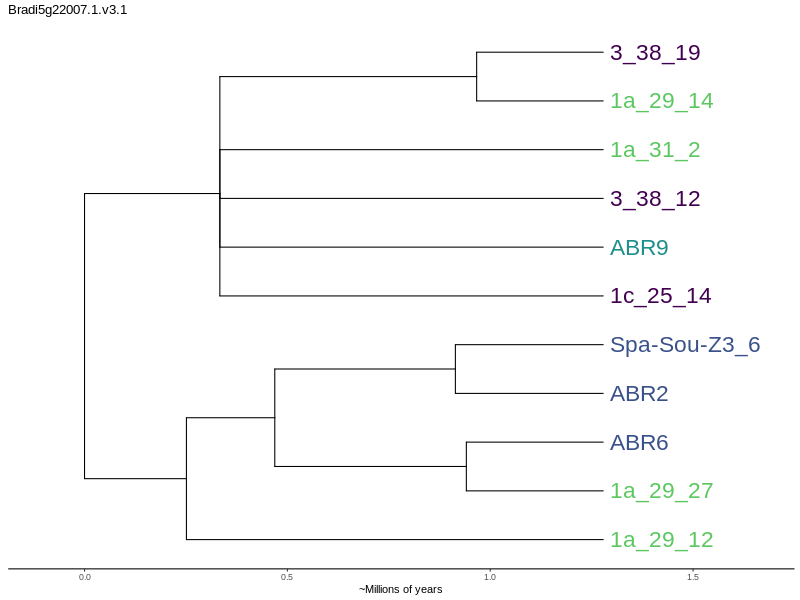 Bradi5g22007.1.v3.1
3_38_19
1a_29_14
1a_31_2
3_38_12
ABR9
1c_25_14
Spa-Sou-Z3_6
ABR2
ABR6
1a_29_27
1a_29_12
0.0 0.5 1.0 1.5
~Millions of years